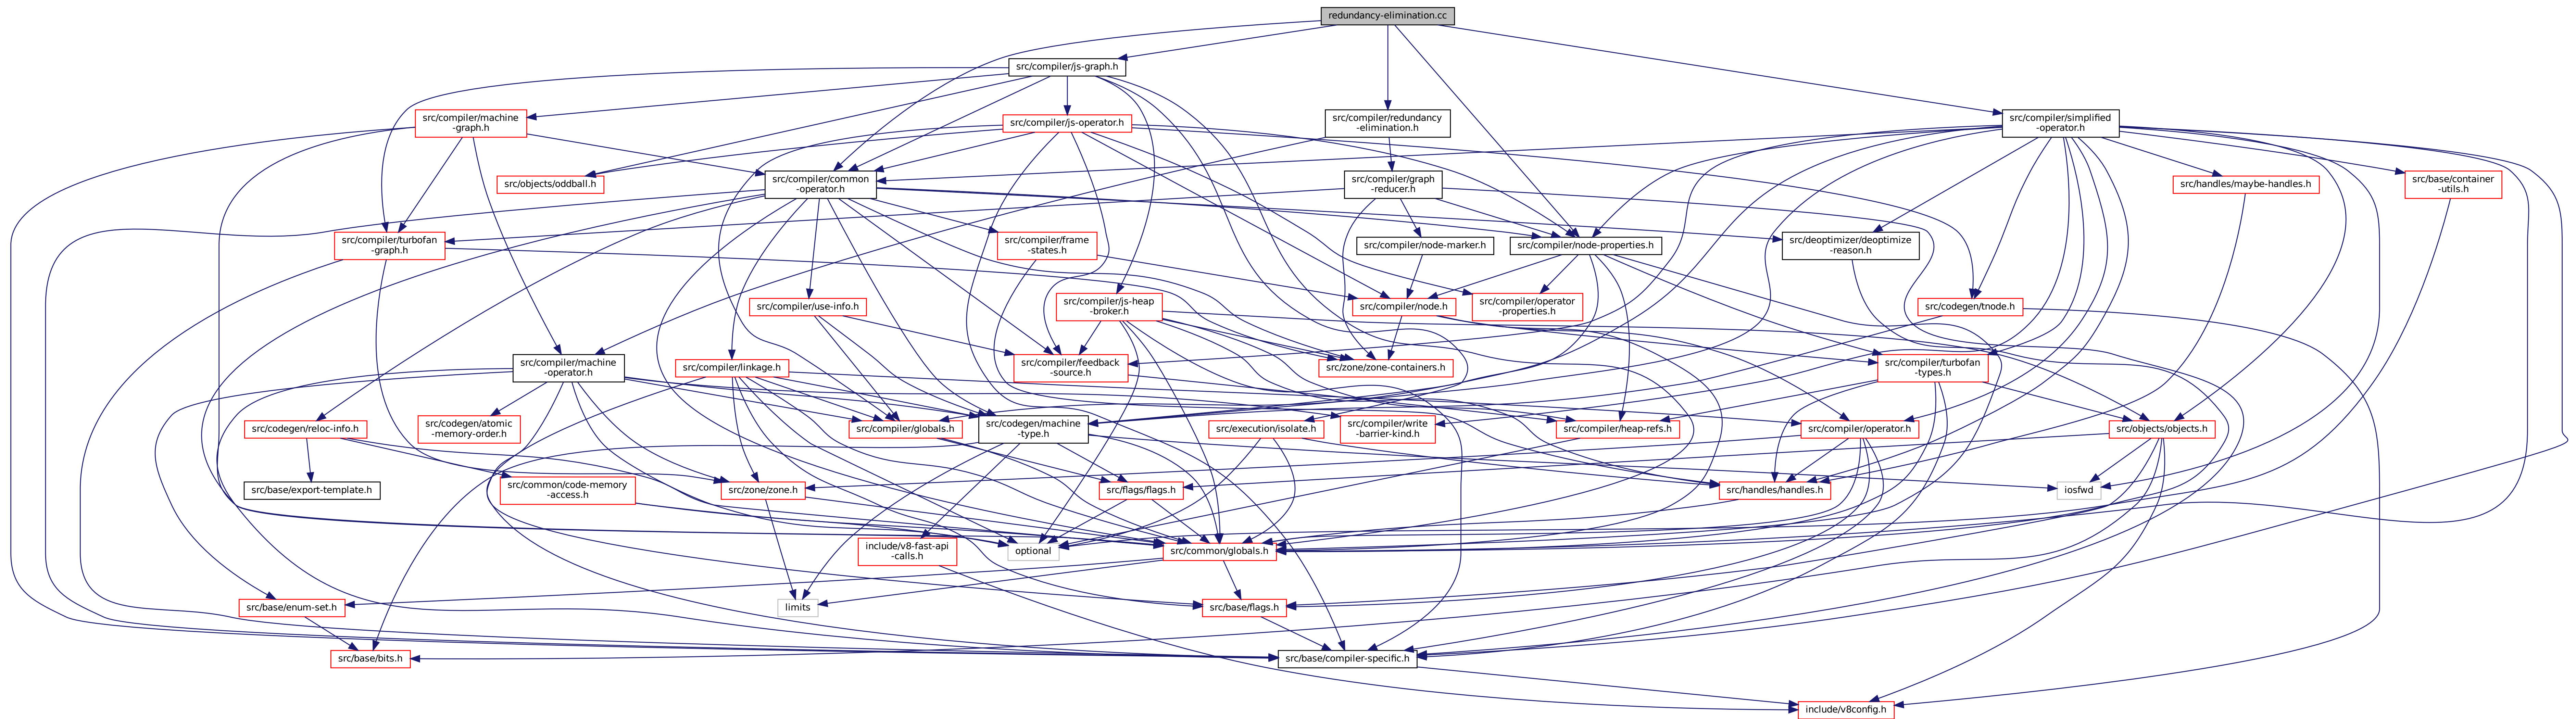 redundancy-elimination.cc
src/compiler/js-graph.h
src/compiler/machine
-graph.h
src/compiler/js-operator.h
src/compiler/redundancy
-elimination.h
src/compiler/simplified
-operator.h
src/objects/oddball.h
src/compiler/common
-operator.h
src/compiler/graph
-reducer.h
src/handles/maybe-handles.h
src/base/container
-utils.h
src/compiler/turbofan
-graph.h
src/compiler/frame
-states.h
src/compiler/node-marker.h
src/compiler/node-properties.h
src/deoptimizer/deoptimize
-reason.h
src/compiler/use-info.h
src/compiler/js-heap
-broker.h
src/compiler/node.h
src/compiler/operator
-properties.h
src/codegen/tnode.h
src/compiler/machine
-operator.h
src/compiler/linkage.h
src/compiler/feedback
-source.h
src/zone/zone-containers.h
src/compiler/turbofan
-types.h
src/codegen/reloc-info.h
src/codegen/atomic
-memory-order.h
src/compiler/globals.h
src/codegen/machine
-type.h
src/execution/isolate.h
src/compiler/write
-barrier-kind.h
src/compiler/heap-refs.h
src/compiler/operator.h
src/objects/objects.h
src/base/export-template.h
src/common/code-memory
-access.h
src/zone/zone.h
src/flags/flags.h
src/handles/handles.h
iosfwd
include/v8-fast-api
-calls.h
optional
src/common/globals.h
src/base/enum-set.h
limits
src/base/flags.h
src/base/bits.h
src/base/compiler-specific.h
include/v8config.h